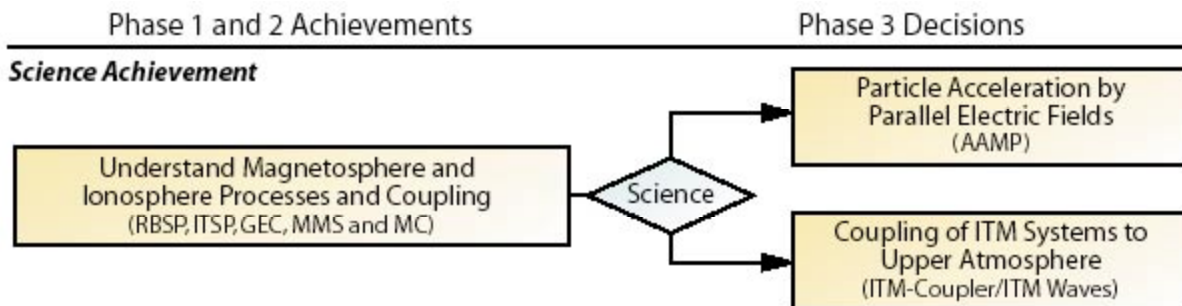 Phase 1 and 2 Achievements
Phase 3 Decisions
Science Achievement
Understand Magnetosphere and
Ionosphere Processes and Coupling
(RBSP, ITSP, GEC, MMS and MC)
Science
Particle Acceleration by
Parallel Electric Fields
(AAMP)
Coupling of ITM Systems to
Upper Atmosphere
(ITM-Coupler/ITM Waves)